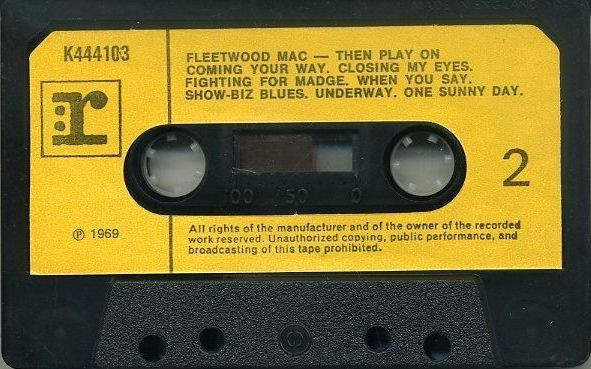 K444103
FLEETWOOD MAC — THEN PLAY ON
COMING YOUR WAY. CLOSING MY EYES.
FIGHTING FOR MADGE. WHEN YOU SAY.
SHOW-BIZ BLUES. UNDERWAY. ONE SUNNY DAY.
:r
100 50 0
2
℗ 1969
All rights of the manufacturer and of the owner of the recorded
work reserved. Unauthorized copying, public performance, and
broadcasting of this tape prohibited.